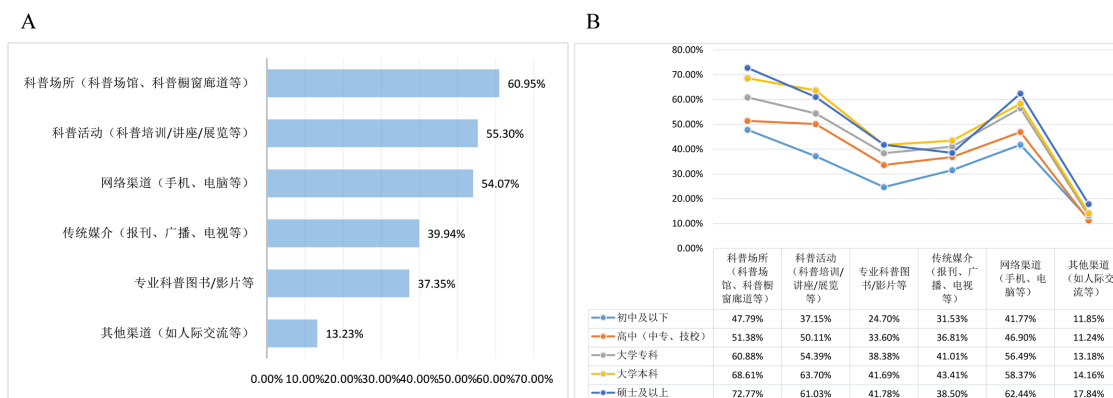 A
科普场所（科普场馆、科普橱窗廊道等）
60.95%
科普活动（科普培训/讲座/展览等）
55.30%
网络渠道（手机、电脑等）
54.07%
传统媒介（报刊、广播、电视等）
39.94%
专业科普图书/影片等
37.35%
其他渠道（如人际交流等）
13.23%
0.00% 10.00% 20.00% 30.00% 40.00% 50.00% 60.00% 70.00%
B
80.00%
70.00%
60.00%
50.00%
40.00%
30.00%
20.00%
10.00%
0.00%
科普场所
（科普场
馆、科普橱
窗廊道等）
科普活动
（科普培训/
讲座/展览
等）
专业科普图
书/影片等
传统媒介
（报刊、广
播、电视
等）
网络渠道
（手机、电
脑等）
其他渠道
（如人际交
流等）
初中及以下 47.79% 37.15% 24.70% 31.53% 41.77% 11.85%
高中（中专、技校） 51.38% 50.11% 33.60% 36.81% 46.90% 11.24%
大学专科 60.88% 54.39% 38.38% 41.01% 56.49% 13.18%
大学本科 68.61% 63.70% 41.69% 43.41% 58.37% 14.16%
硕士及以上 72.77% 61.03% 41.78% 38.50% 62.44% 17.84%